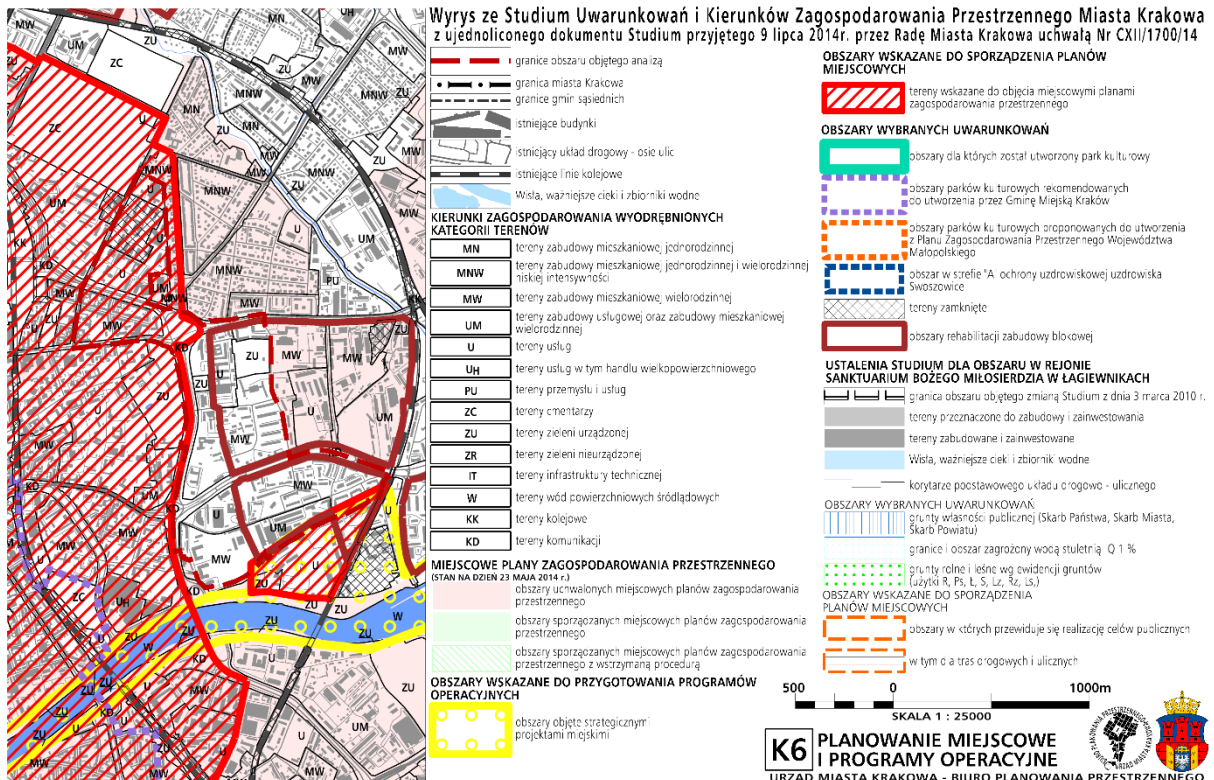 Wyrys ze Studium Uwarunkowań i Kierunków Zagospodarowania Przestrzennego Miasta Krakowa
z ujednoliconego dokumentu Studium przyjętego 9 lipca 2014r. przez Radę Miasta Krakowa uchwałą Nr CXII/1700/14
granice obszaru objętego analizą
granica miasta Krakowa
granice gmin sąsiednich
istniejące budynki
istniejący układ drogowy - osie ulic
istniejące linie kolejowe
Wisła, ważniejsze cieki i zbiorniki wodne
KIERUNKI ZAGOSPODAROWANIA WYODRĘBNIONYCH
KATEGORII TERENÓW
MN tereny zabudowy mieszkaniowej jednorodzinnej
MNW tereny zabudowy mieszkaniowej jednorodzinnej i wielorodzinnej
niskiej intensywności
MW tereny zabudowy mieszkaniowej wielorodzinnej
UM tereny zabudowy usługowej oraz zabudowy mieszkaniowej
wielorodzinnej
U tereny usług
UH tereny usług w tym handlu wielkopowierzchniowego
PU tereny przemysłu i usług
ZC tereny cmentarzy
ZU tereny zieleni urządzonej
ZR tereny zieleni nieurządzonej
IT tereny infrastruktury technicznej
W tereny wód powierzchniowych śródlądowych
KK tereny kolejowe
KD tereny komunikacji
MIEJSCOWE PLANY ZAGOSPODAROWANIA PRZESTRZENNEGO
(STAN NA DZIEŃ 23 MAJA 2014 r.)
obszary uchwalonych miejscowych planów zagospodarowania
przestrzennego
obszary sporządzanych miejscowych planów zagospodarowania
przestrzennego
obszary sporządzanych miejscowych planów zagospodarowania
przestrzennego z wstrzymaną procedurą
OBSZARY WSKAZANE DO PRZYGOTOWANIA PROGRAMÓW
OPERACYJNYCH
obszary objęte strategicznymi
projektami miejskimi
OBSZARY WSKAZANE DO SPORZĄDZENIA PLANÓW
MIEJSCOWYCH
tereny wskazane do objęcia miejscowymi planami
zagospodarowania przestrzennego
OBSZARY WYBRANYCH UWARUNKOWAŃ
obszary dla których został utworzony park kulturowy
obszary parków ku turowych rekomendowanych
do utworzenia przez Gminę Miejską Kraków
obszary parków ku turowych proponowanych do utworzenia
z Planu Zagospodarowania Przestrzennego Województwa
Małopolskiego
obszar w strefie "A" ochrony uzdrowiskowej uzdrowiska
Swoszowice
tereny zamknięte
obszary rehabilitacji zabudowy blokowej
USTALENIA STUDIUM DLA OBSZARU W REJONIE
SANKTUARIUM BOŻEGO MIŁOSIERDZIA W ŁAGIEWNIKACH
granica obszaru objętego zmianą Studium z dnia 3 marca 2010 r.
tereny przeznaczone do zabudowy i zainwestowania
tereny zabudowane i zainwestowane
Wisła, ważniejsze cieki i zbiorniki wodne
korytarze podstawowego układu drogowo - ulicznego
OBSZARY WYBRANYCH UWARUNKOWAŃ
grunty własności publicznej (Skarb Państwa, Skarb Miasta,
Skarb Powiatu)
granice i obszar zagrożony wodą stuletnią Q 1 %
grunty rolne i leśne wg ewidencji gruntów
(użytki R, Ps, Ł, S, Lz, Rz, Ls,)
OBSZARY WSKAZANE DO SPORZĄDZENIA
PLANÓW MIEJSCOWYCH
obszary w których przewiduje się realizację celów publicznych
w tym d a tras drogowych i ulicznych
500 0 1000m
SKALA 1 : 25000
K6 PLANOWANIE MIEJSCOWE
I PROGRAMY OPERACYJNE
URZĄD MIASTA KRAKOWA - BIURO PLANOWANIA PRZESTRZENNEGO